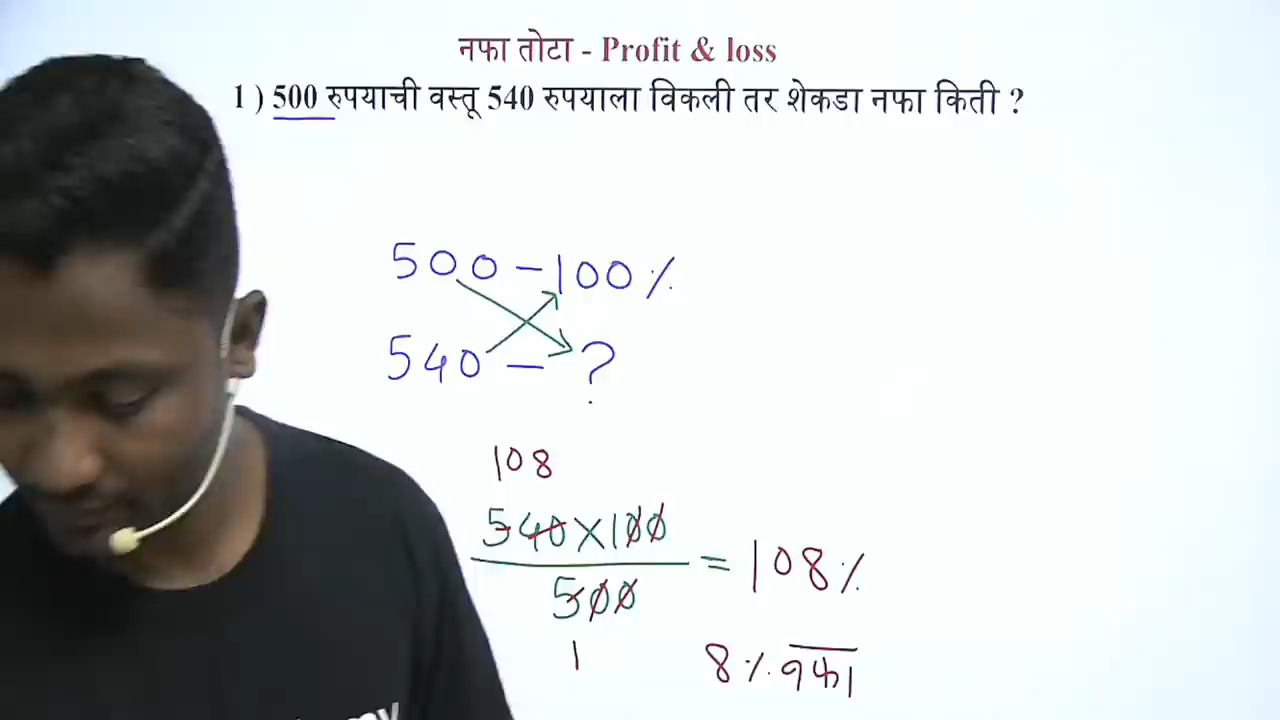 नफा तोटा - Profit & loss
1 ) 500 रुपयाची वस्तू 540 रुपयाला विकली तर शेकडा नफा किती ?
500 - 100 %
540 - ?
108
540 × 100
500
1
= 108 %
8 % नफा